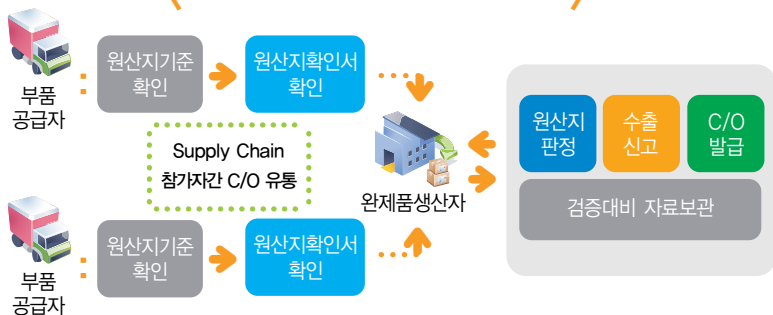 부품
공급자
원산지기준
확인
원산지확인서
확인
Supply Chain
참가자간 C/O 유통
완제품생산자
원산지
판정
수출
신고
C/O
발급
검증대비 자료보관
부품
공급자
원산지기준
확인
원산지확인서
확인